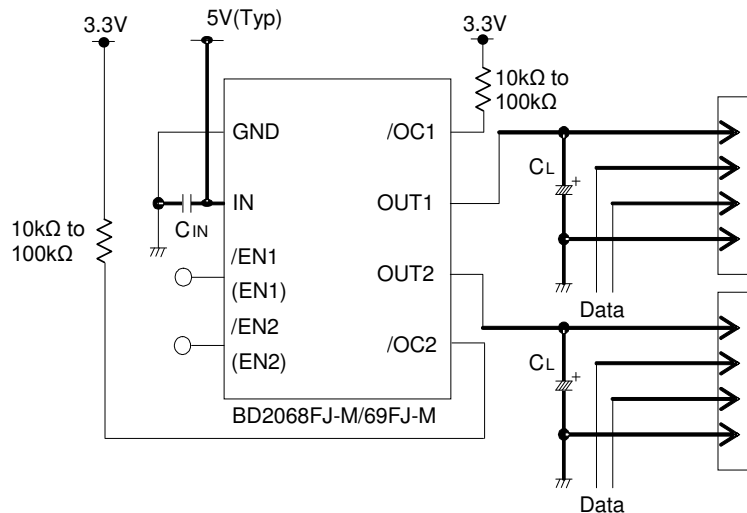 3.3V
5V(Typ)
3.3V
10kΩ to
100kΩ
GND
/OC1
CL
+
IN
OUT1
CIN
10kΩ to
100kΩ
/EN1
(EN1)
OUT2
Data
/EN2
(EN2)
/OC2
CL
+
BD2068FJ-M/69FJ-M
Data